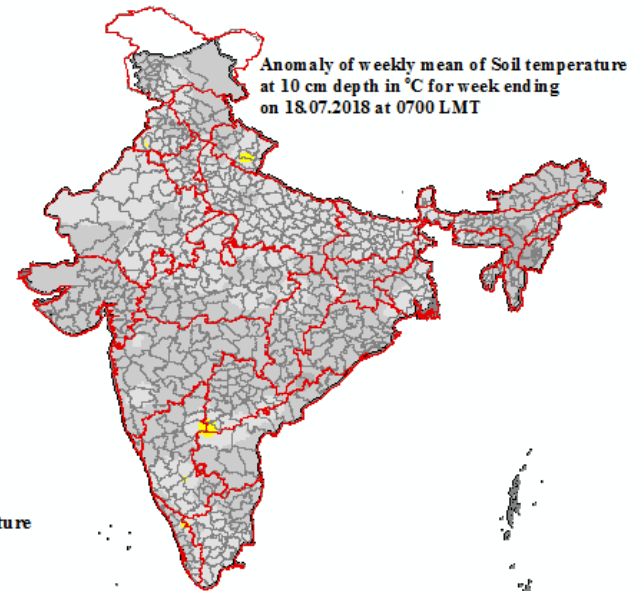 Anomaly of weekly mean of Soil temperature
at 10 cm depth in °C for week ending
on 18.07.2018 at 0700 LMT
ture